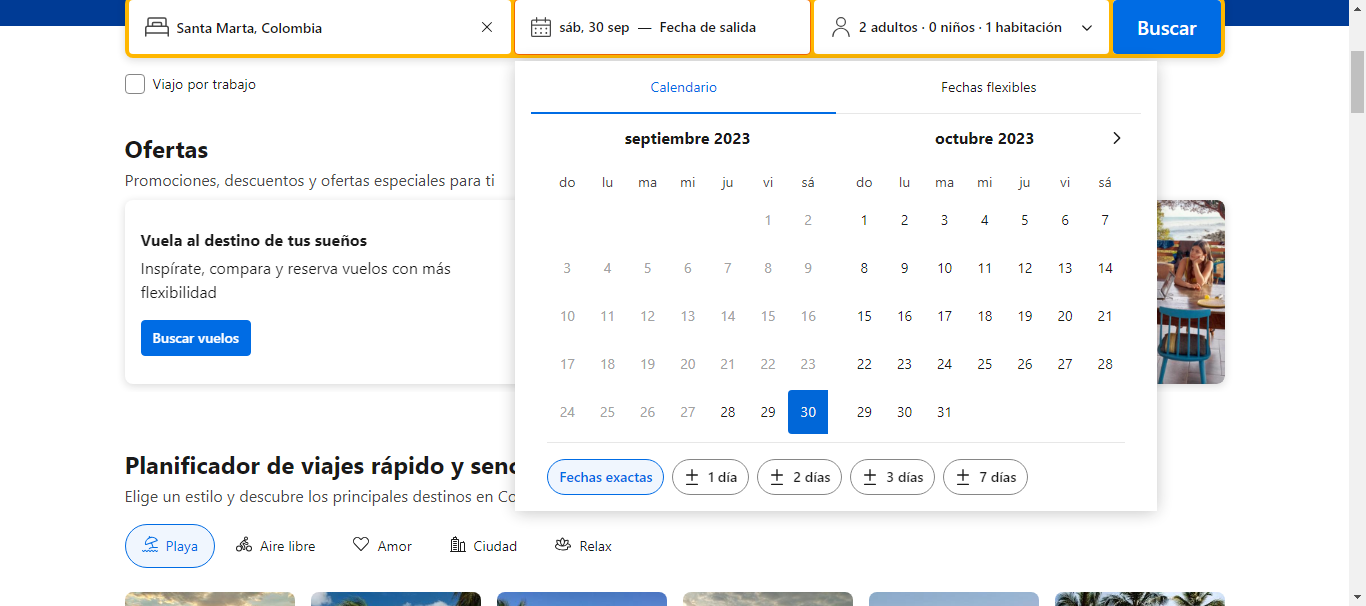 Santa Marta, Colombia
sáb, 30 sep — Fecha de salida
2 adultos · 0 niños · 1 habitación
Buscar
Viajo por trabajo
Calendario Fechas flexibles
Ofertas
Promociones, descuentos y ofertas especiales para ti
Vuela al destino de tus sueños
Inspírate, compara y reserva vuelos con más
flexibilidad
Buscar vuelos
septiembre 2023
do lu ma mi ju vi sá
1 2
3 4 5 6 7 8 9
10 11 12 13 14 15 16
17 18 19 20 21 22 23
24 25 26 27 28 29 30
octubre 2023
do lu ma mi ju vi sá
1 2 3 4 5 6 7
8 9 10 11 12 13 14
15 16 17 18 19 20 21
22 23 24 25 26 27 28
29 30 31
Fechas exactas ± 1 día ± 2 días ± 3 días ± 7 días
Planificador de viajes rápido y
Elige un estilo y descubre los principales destinos en
Playa Aire libre Amor Ciudad Relax